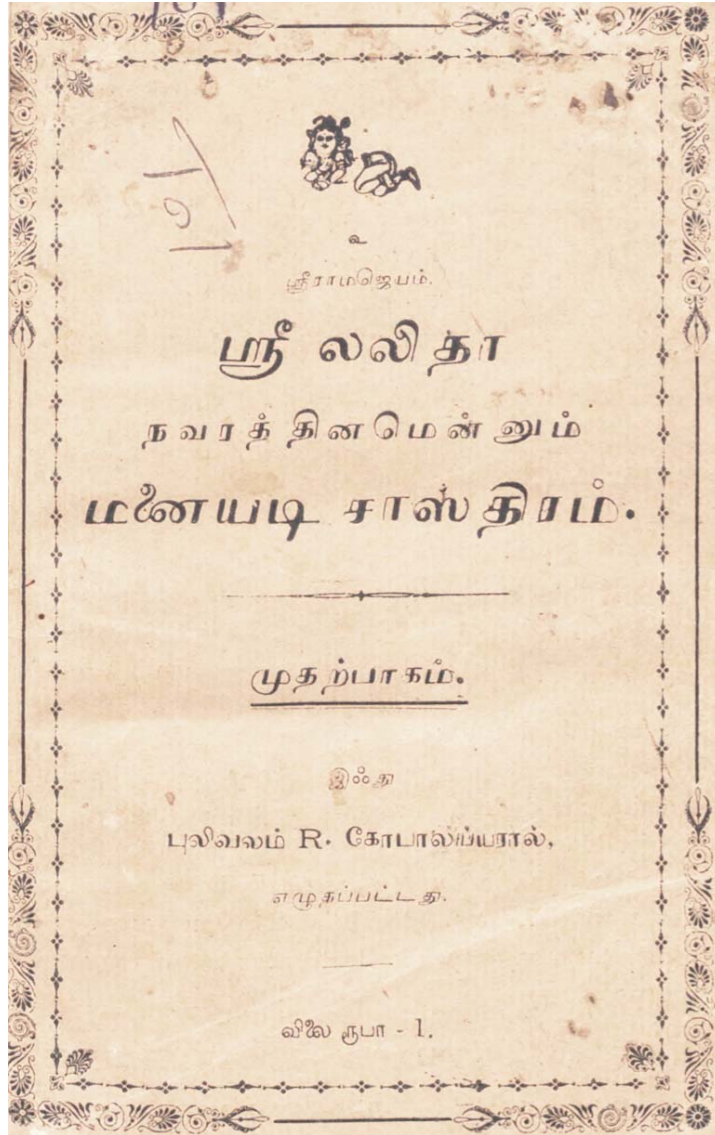 உ
ஸ்ரீராமஜெயம்.
ஸ்ரீ லலிதா
நவரத்தினமென்னும்
மனையடி சாஸ்திரம்.
முதற்பாகம்.
இஃது
புலிவலம் R. கோபாலய்யரால்,
எழுதப்பட்டது.
விலை ரூபா - 1.